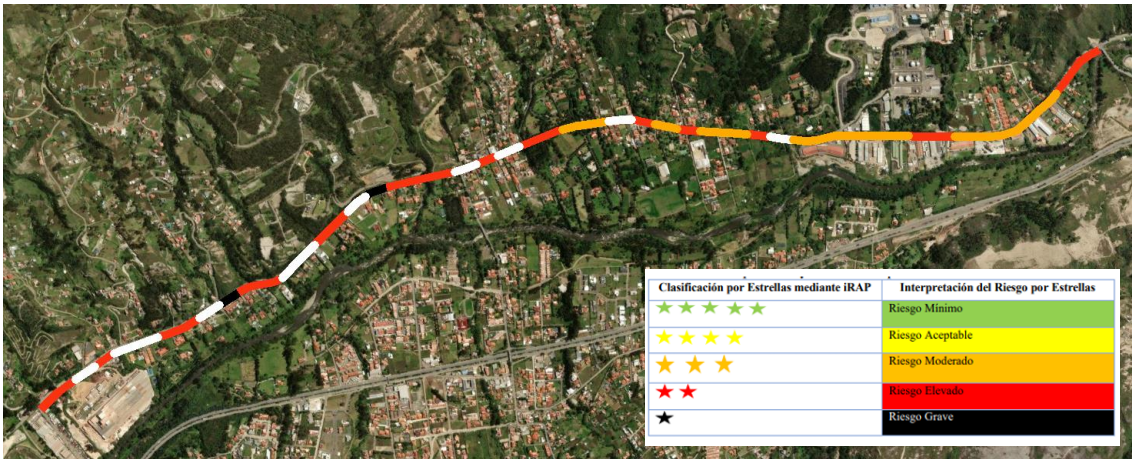 Clasificación por Estrellas mediante iRAP
Interpretación del Riesgo por Estrellas
Riesgo Mínimo
Riesgo Aceptable
Riesgo Moderado
Riesgo Elevado
Riesgo Grave